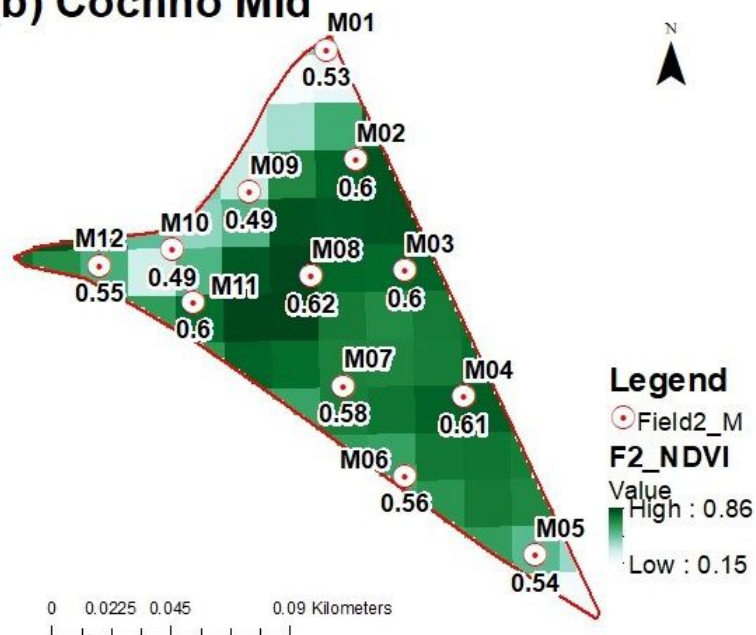 b) Cochno Mid
M01
0.53
N
M02
0.6
M09
0.49
M10
0.49
M12
0.55
M08
0.62
M03
0.6
M11
0.6
M07
0.58
M04
0.61
M06
0.56
M05
0.54
Legend
Field2_M
F2_NDVI
Value
High : 0.86
Low : 0.15
0 0.0225 0.045 0.09 Kilometers